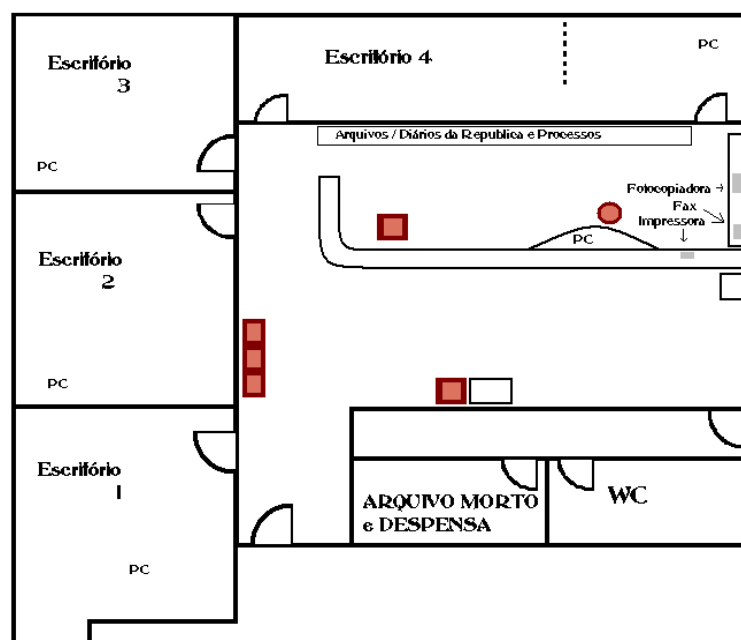 Escritório
3
PC
Escritório 4
PC
Arquivos / Diários da Republica e Processos
Fotocopiadora
Fax
Impressora
PC
Escritório
2
PC
Escritório
1
PC
ARQUIVO MORTO
e DESPENSA
WC